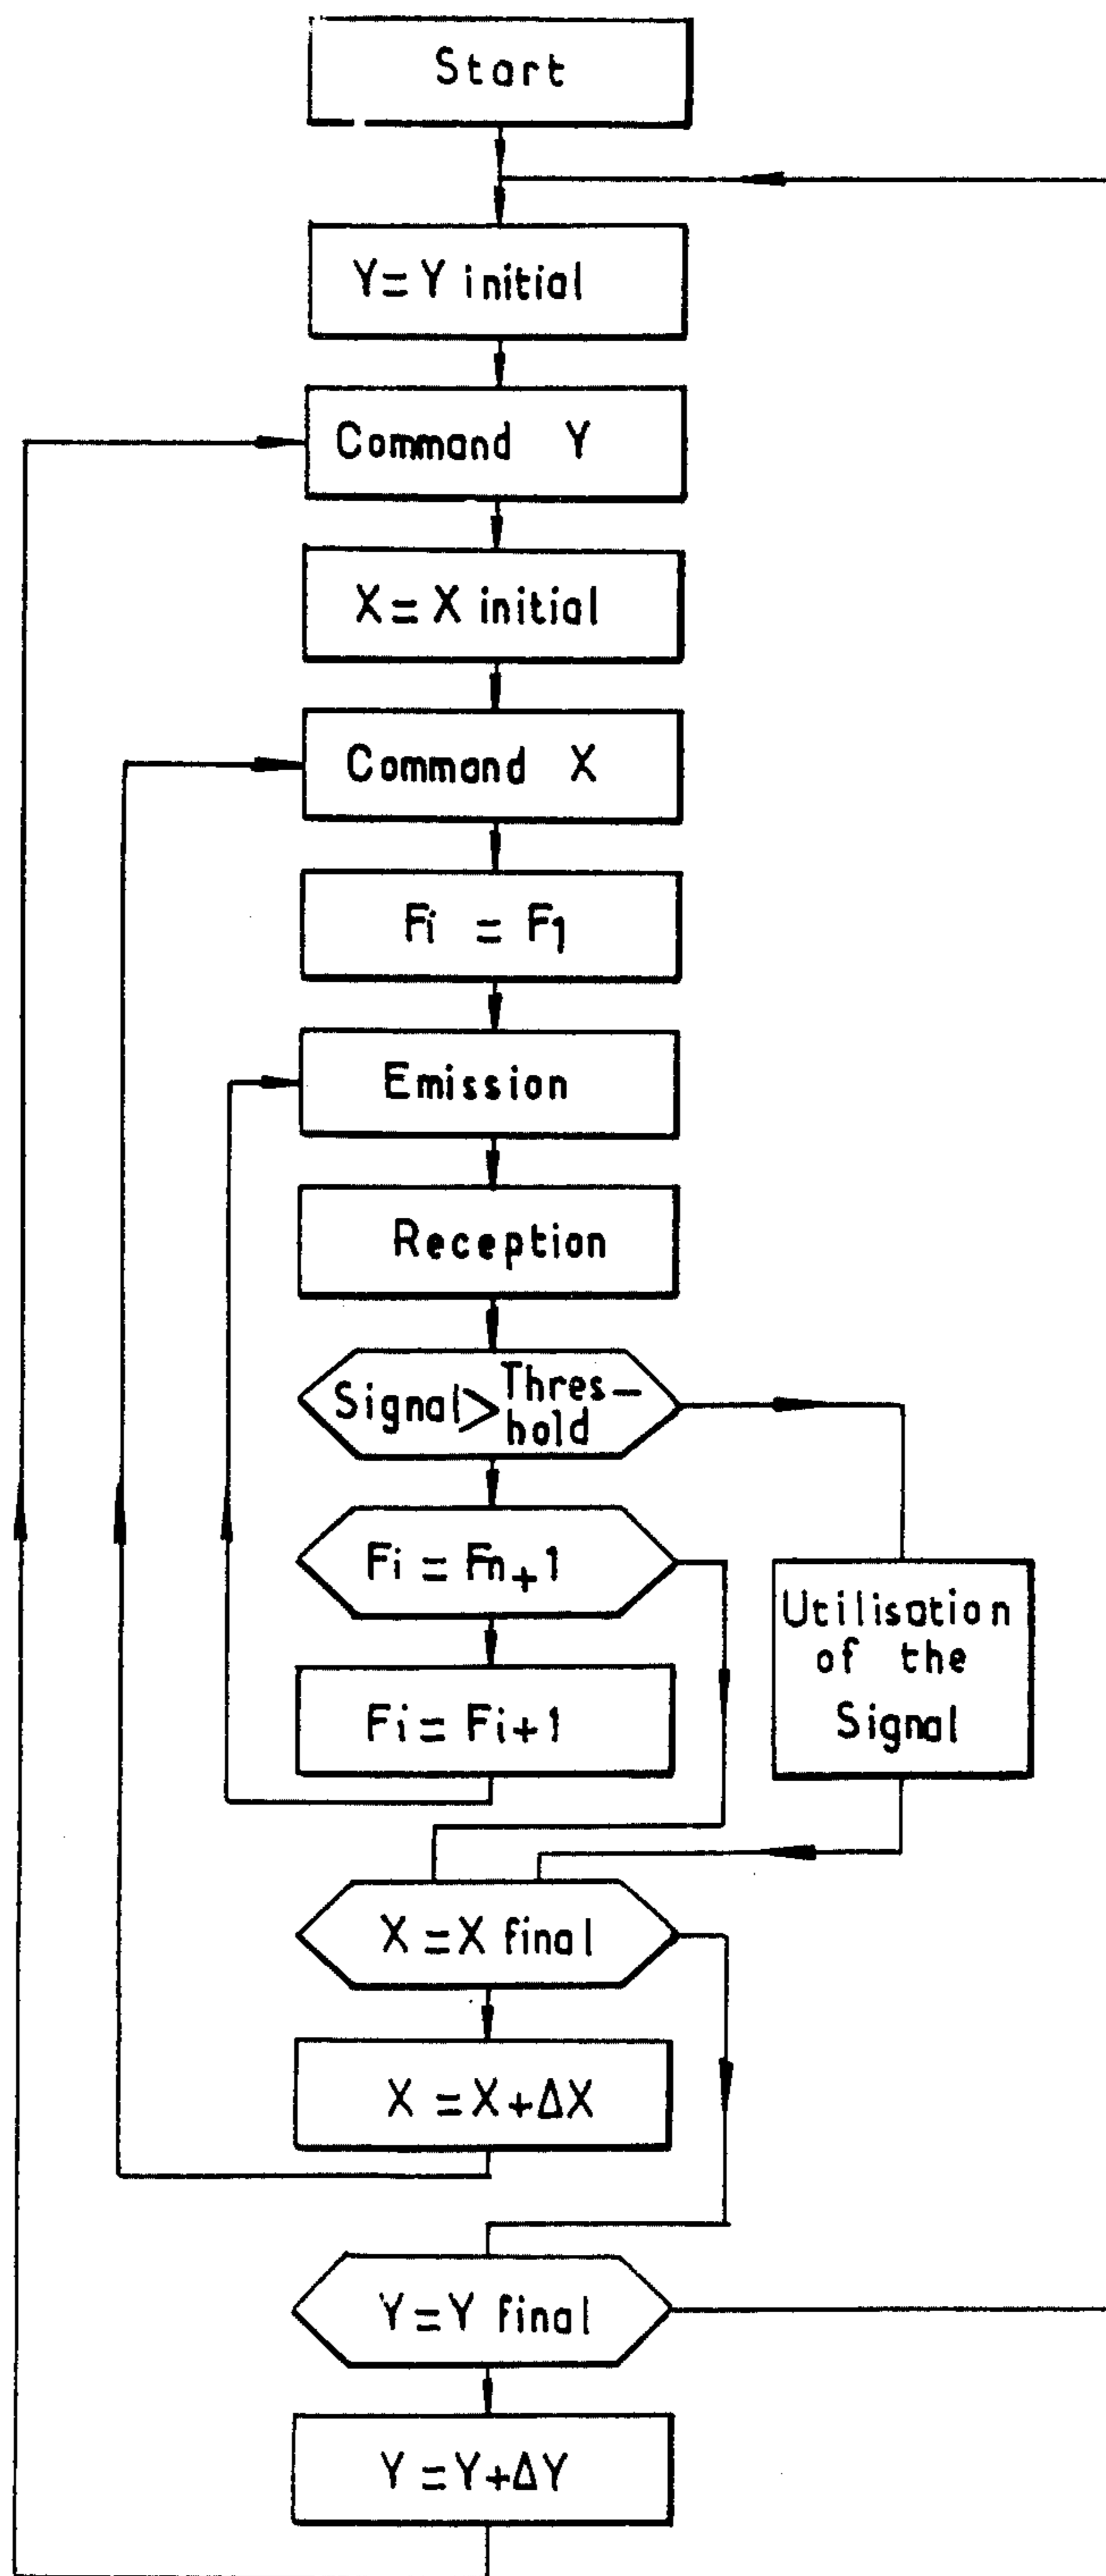 Start
Y = Y initial
Command Y
X = X initial
Command X
Fi = F1
Emission
Reception
Signal > Thres-
hold
Fi = Fn+1
Utilisation
of the
Signal
Fi = Fi+1
X = X final
X = X+ΔX
Y = Y final
Y = Y+ΔY